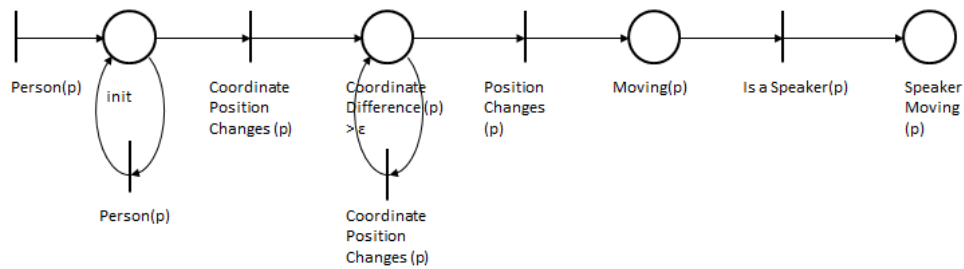 Person(p)
init
Coordinate
Position
Changes (p)
Coordinate
Difference(p)
> ε
Position
Changes
(p)
Moving(p)
Is a Speaker(p)
Speaker
Moving
(p)
Person(p)
Coordinate
Position
Changes (p)